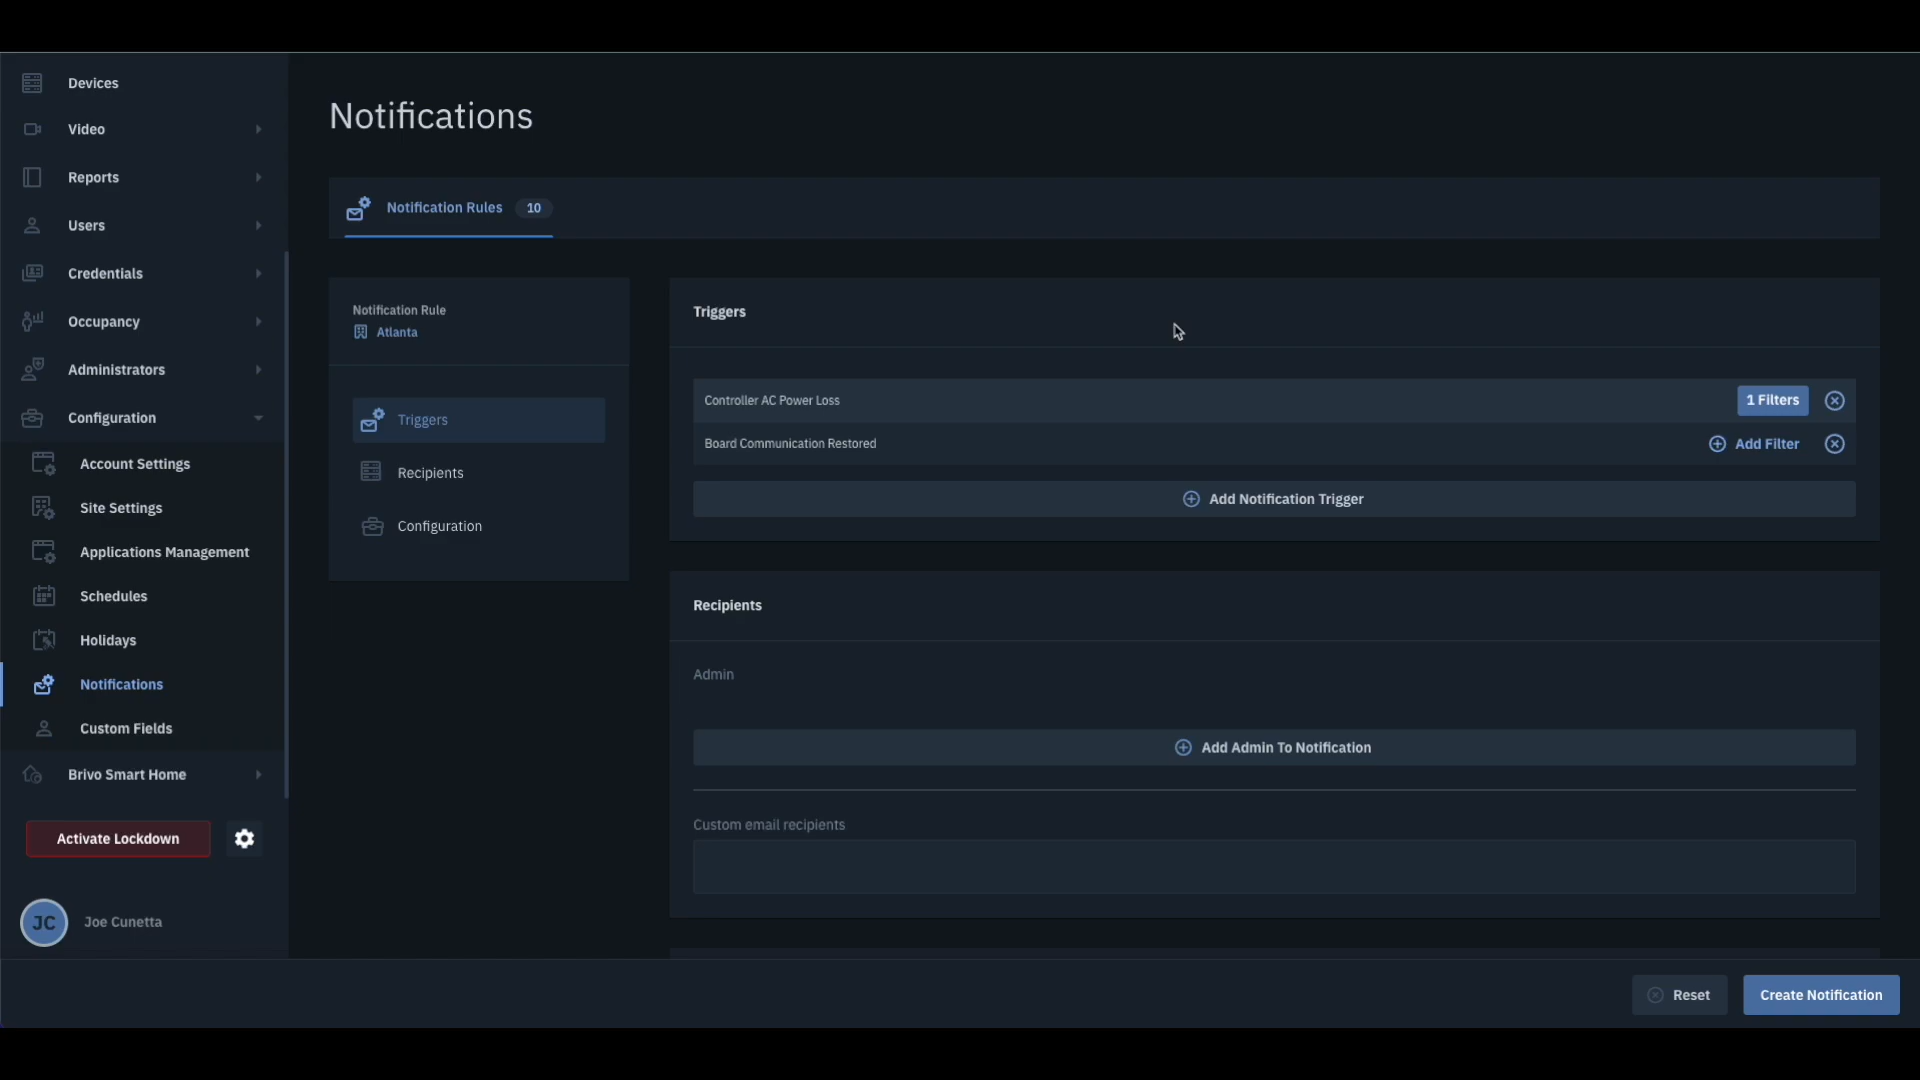 Devices
Video
Reports
Users
Credentials
Occupancy
Administrators
Configuration
Account Settings
Site Settings
Applications Management
Schedules
Holidays
Notifications
Custom Fields
Brivo Smart Home
Activate Lockdown
JC Joe Cunetta
Notifications
Notification Rules 10
Notification Rule
Atlanta
Triggers
Recipients
Configuration
Triggers
Controller AC Power Loss 1 Filters
Board Communication Restored Add Filter
Add Notification Trigger
Recipients
Admin
Add Admin To Notification
Custom email recipients
Reset Create Notification